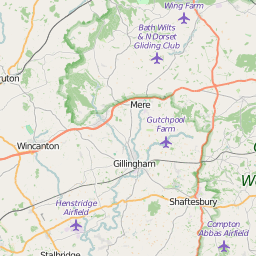 Wing Farm
Bath Wilts
& N Dorset
Gliding Club
ruton
Mere
Gutchpool
Farm
Wincanton
Gillingham
Henstridge
Airfield
Shaftesbury
Compton
Abbas Airfield
Stalbridge
W